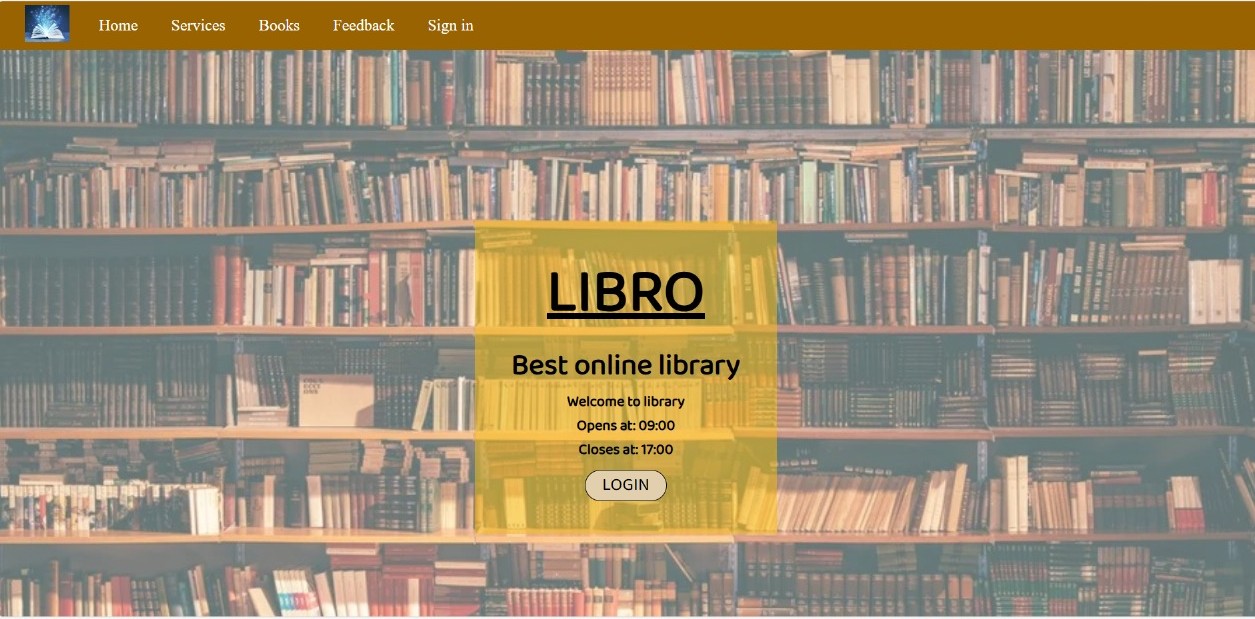 Home Services Books Feedback Sign in
LIBRO
Best online library
Welcome to library
Opens at: 09:00
Closes at: 17:00
LOGIN